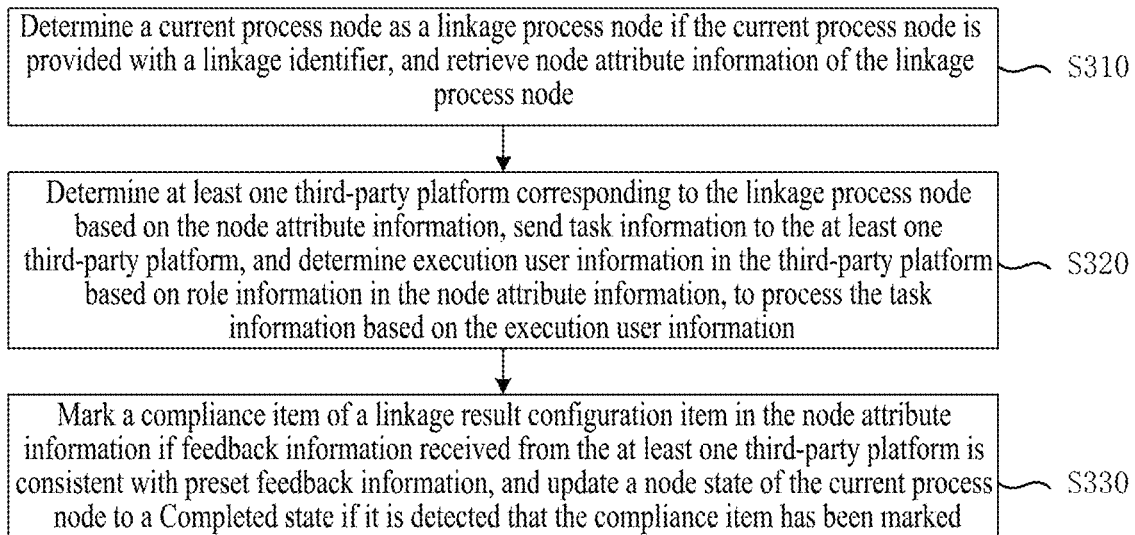 Determine a current process node as a linkage process node if the current process node is
provided with a linkage identifier, and retrieve node attribute information of the linkage
process node
S310
Determine at least one third-party platform corresponding to the linkage process node
based on the node attribute information, send task information to the at least one
third-party platform, and determine execution user information in the third-party platform
based on role information in the node attribute information, to process the task
information based on the execution user information
S320
Mark a compliance item of a linkage result configuration item in the node attribute
information if feedback information received from the at least one third-party platform is
consistent with preset feedback information, and update a node state of the current process
node to a Completed state if it is detected that the compliance item has been marked
S330